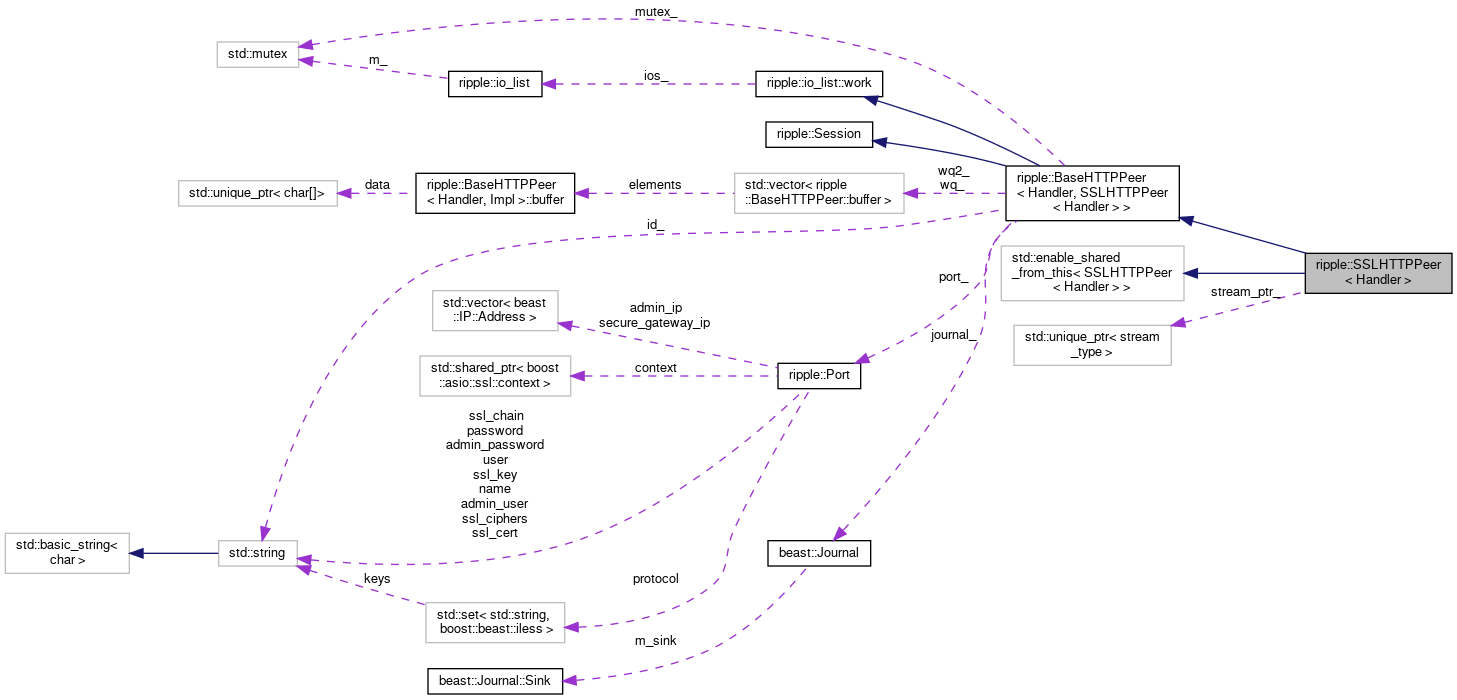 mutex_
std::mutex
m_
ripple::io_list
ios_
ripple::io_list::work
ripple::Session
std::unique_ptr< char[]>
data
ripple::BaseHTTPPeer
< Handler, Impl >::buffer
elements
std::vector< ripple
::BaseHTTPPeer::buffer >
wq2_
wq_
ripple::BaseHTTPPeer
< Handler, SSLHTTPPeer
< Handler > >
id_
std::enable_shared
_from_this< SSLHTTPPeer
< Handler > >
ripple::SSLHTTPPeer
< Handler >
stream_ptr_
std::unique_ptr< stream
_type >
port_
journal_
std::vector< beast
::IP::Address >
admin_ip
secure_gateway_ip
std::shared_ptr< boost
::asio::ssl::context >
context
ripple::Port
ssl_chain
password
admin_password
user
ssl_key
name
admin_user
ssl_ciphers
ssl_cert
std::basic_string<
char >
std::string
keys
protocol
std::set< std::string,
boost::beast::iless >
beast::Journal
m_sink
beast::Journal::Sink